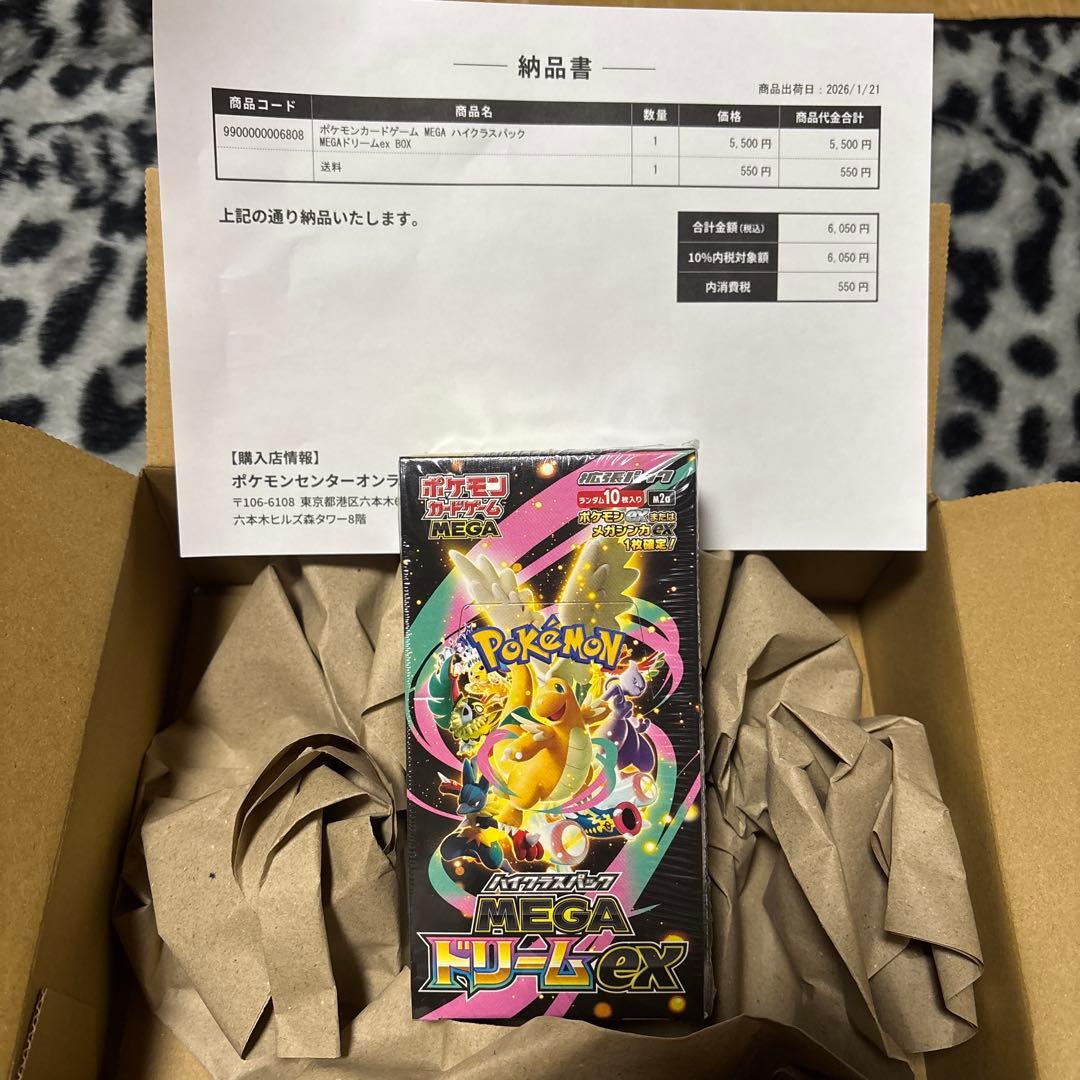 納品書
商品出荷日:2026/1/21
商品コード 商品名 数量 価格 商品代金合計
9900000006808 ポケモンカードゲーム MEGA ハイクラスパック
MEGAドリームex BOX 1 5,500 円 5,500 円
送料 1 550 円 550 円
上記の通り納品いたします。
合計金額(税込) 6,050 円
10%内税対象額 6,050 円
内消費税 550 円
【購入店情報】
ポケモンセンターオンラ
〒106-6108 東京都港区六本木6
六本木ヒルズ森タワー8階
ポケモン
カードゲーム
MEGA
拡張パック
ランダム10枚入り M2a
ポケモンexまたは
メガシンカex
1枚確定!
POKéMON
ハイクラスパック
MEGA
ドリームex